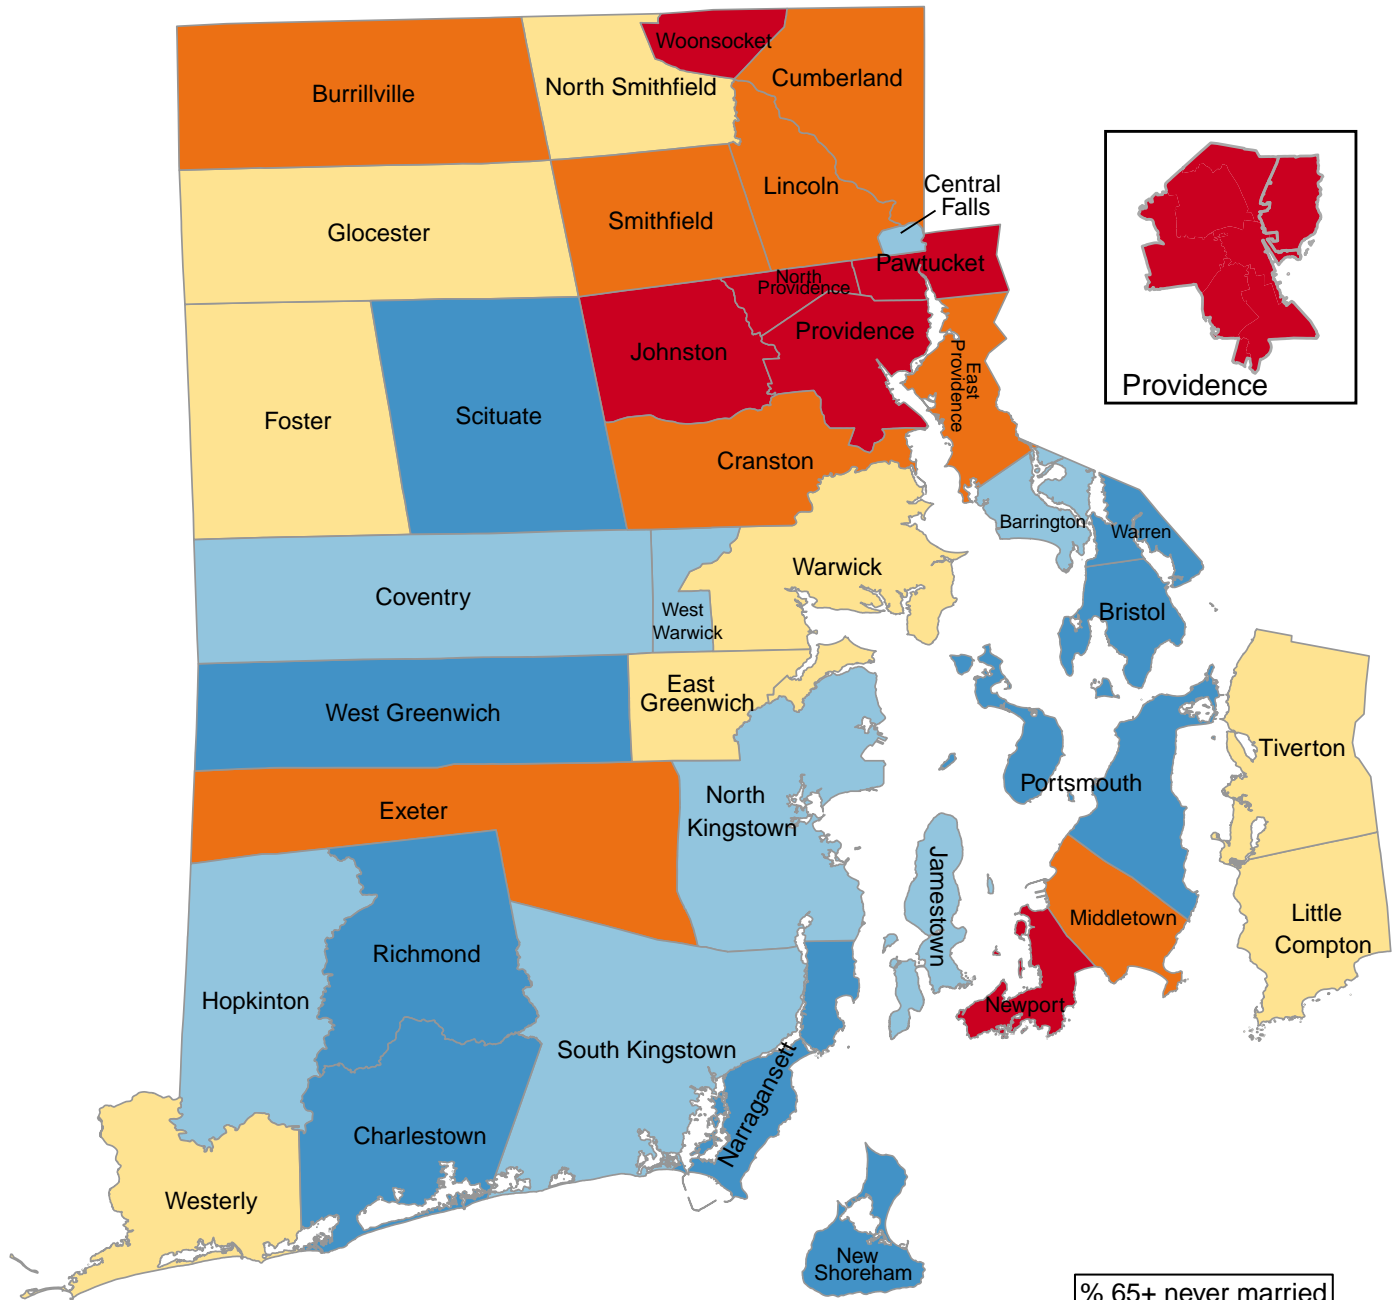 Woonsocket
Cumberland
North Smithfield
Burrillville
Lincoln
Central
Falls
Smithfield
Glocester
Pawtucket
North
Providence
Providence
Johnston
East
Providence
Providence
Foster
Scituate
Cranston
Barrington
Warren
Warwick
Coventry
West
Warwick
Bristol
East
Greenwich
West Greenwich
Tiverton
Portsmouth
North
Kingstown
Exeter
Jamestown
Middletown
Little
Compton
Richmond
Hopkinton
Newport
South Kingstown
Narragansett
Charlestown
Westerly
New
Shoreham
% 65+ never married